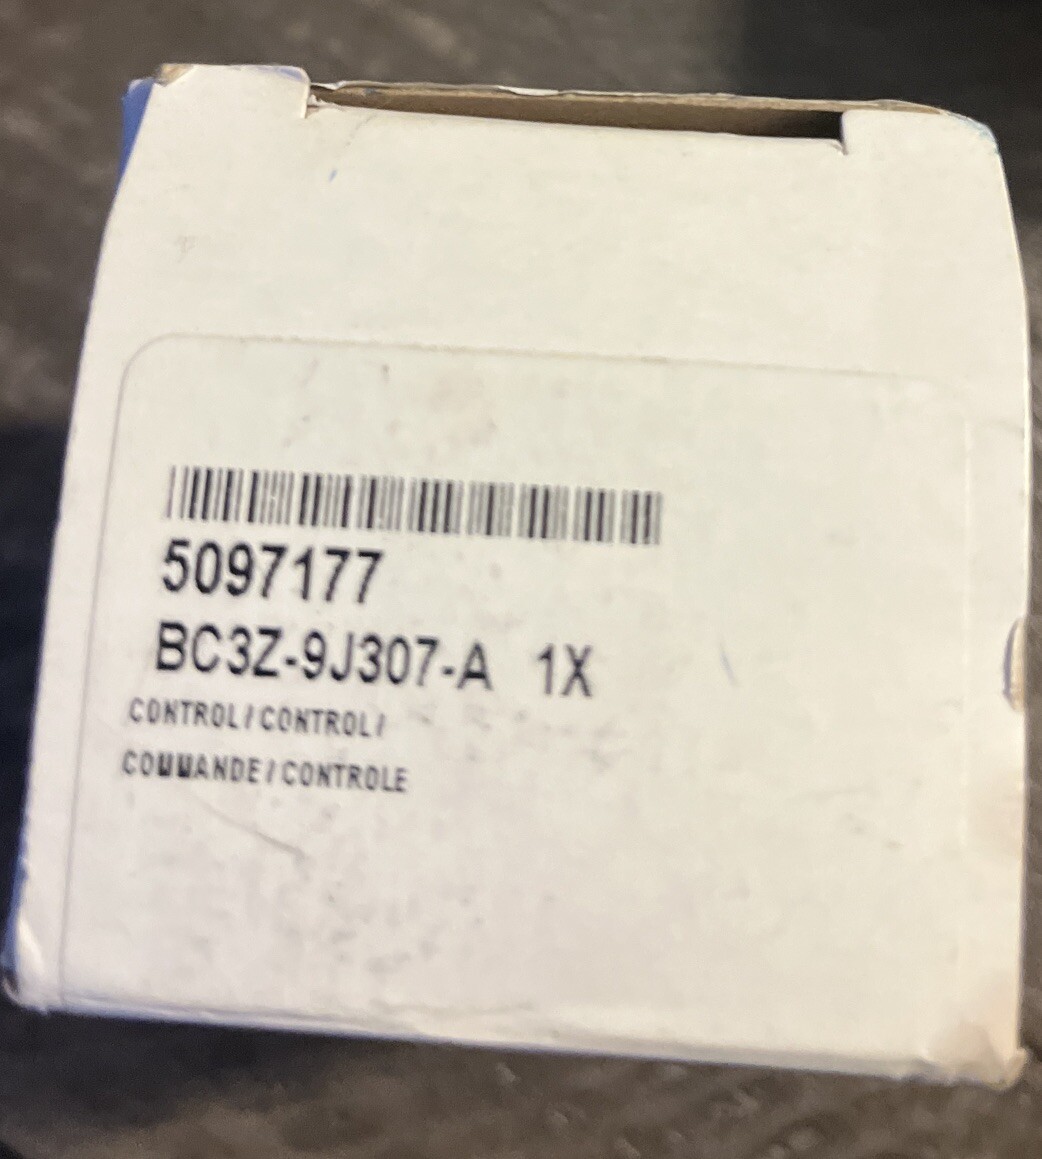 5097177
BC3Z-9J307-A 1X
CONTROL/CONTROL/
COMMANDE/CONTROLE